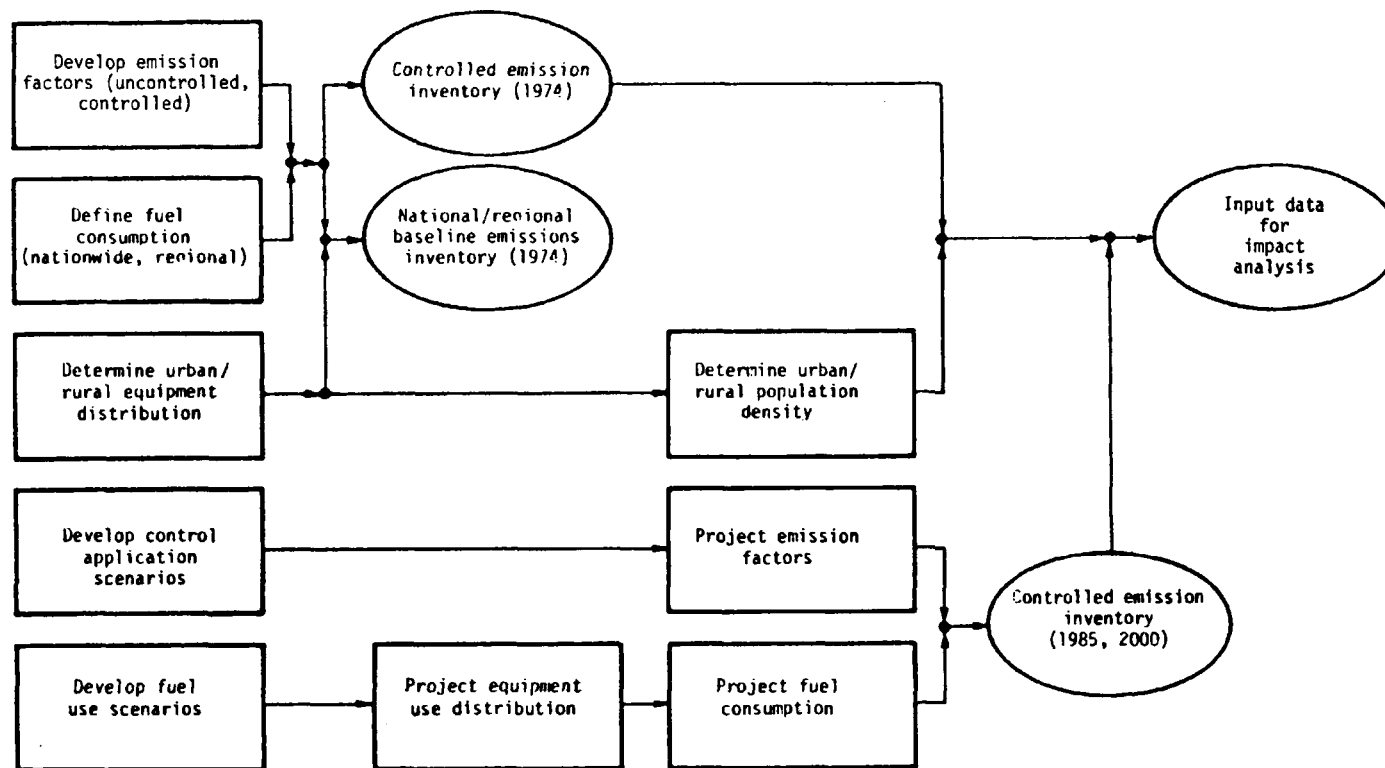 Develop emission
factors (uncontrolled,
controlled)
Controlled emission
inventory (1974)
Define fuel
consumption
(nationwide, regional)
National/regional
baseline emissions
inventory (1974)
Input data
for
impact
analysis
Determine urban/
rural equipment
distribution
Determine urban/
rural population
density
Develop control
application
scenarios
Project emission
factors
Controlled emission
inventory
(1985, 2000)
Develop fuel
use scenarios
Project equipment
use distribution
Project fuel
consumption